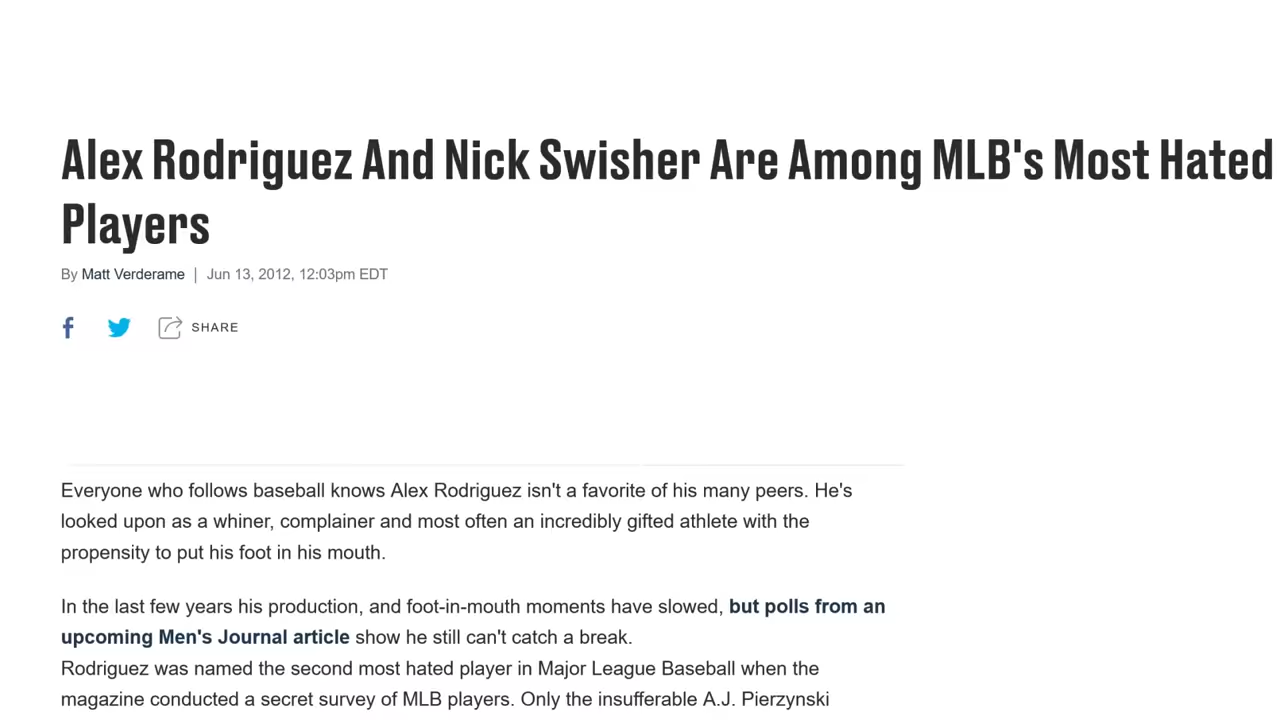 Alex Rodriguez And Nick Swisher Are Among MLB's Most Hated
Players
By Matt Verderame | Jun 13, 2012, 12:03pm EDT
SHARE
Everyone who follows baseball knows Alex Rodriguez isn't a favorite of his many peers. He's
looked upon as a whiner, complainer and most often an incredibly gifted athlete with the
propensity to put his foot in his mouth.
In the last few years his production, and foot-in-mouth moments have slowed, but polls from an
upcoming Men's Journal article show he still can't catch a break.
Rodriguez was named the second most hated player in Major League Baseball when the
magazine conducted a secret survey of MLB players. Only the insufferable A.J. Pierzynski